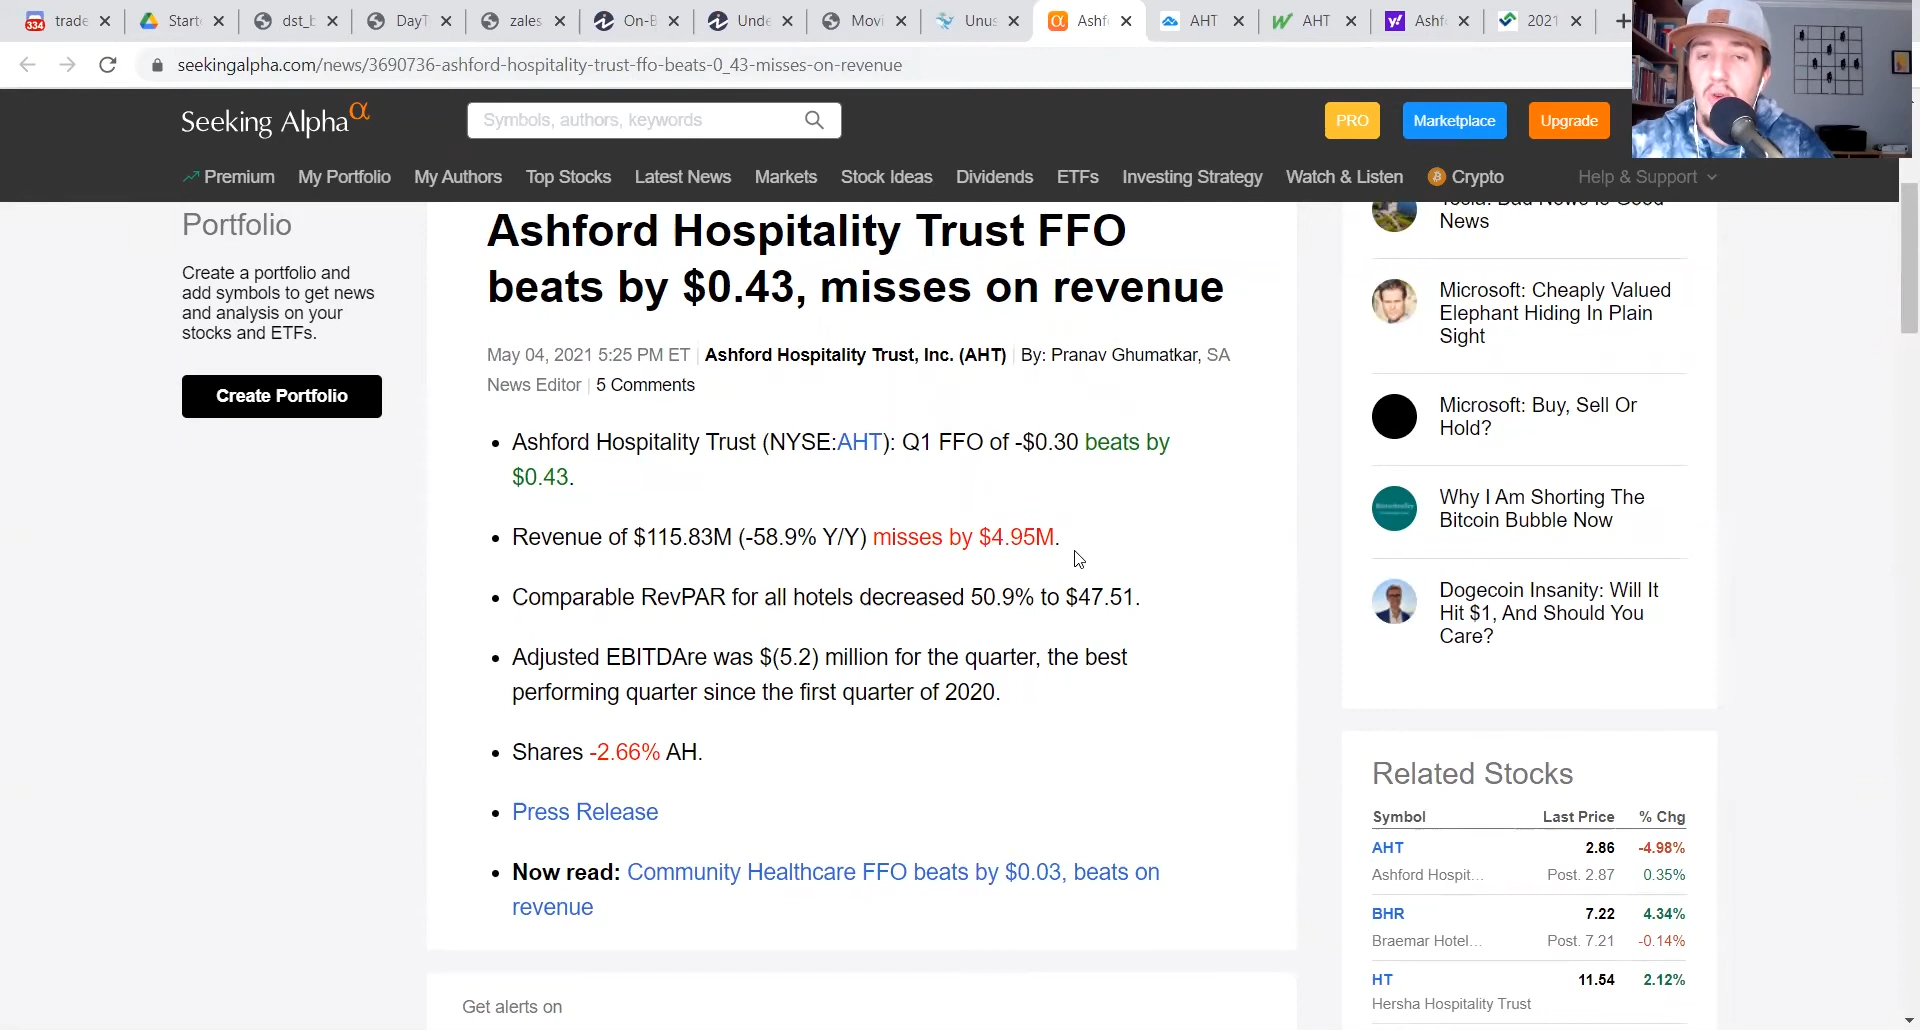 334 trade
Start
dst_b
DayT
zales
On-B
Unde
Movi
Unus
Ashf
AHT
AHT
Ashf
2021
seekingalpha.com/news/3690736-ashford-hospitality-trust-ffo-beats-0_43-misses-on-revenue
Seeking Alpha α
Symbols, authors, keywords
PRO
Marketplace
Upgrade
Premium My Portfolio My Authors Top Stocks Latest News Markets Stock Ideas Dividends ETFs Investing Strategy Watch & Listen Crypto Help & Support
Portfolio
Create a portfolio and
add symbols to get news
and analysis on your
stocks and ETFs.
Create Portfolio
Ashford Hospitality Trust FFO
beats by $0.43, misses on revenue
May 04, 2021 5:25 PM ET Ashford Hospitality Trust, Inc. (AHT) By: Pranav Ghumatkar, SA
News Editor 5 Comments
• Ashford Hospitality Trust (NYSE:AHT): Q1 FFO of -$0.30 beats by
$0.43.
• Revenue of $115.83M (-58.9% Y/Y) misses by $4.95M.
• Comparable RevPAR for all hotels decreased 50.9% to $47.51.
• Adjusted EBITDAre was $(5.2) million for the quarter, the best
performing quarter since the first quarter of 2020.
• Shares -2.66% AH.
• Press Release
• Now read: Community Healthcare FFO beats by $0.03, beats on
revenue
Get alerts on
Tesla: Bad News Is Good
News
Microsoft: Cheaply Valued
Elephant Hiding In Plain
Sight
Microsoft: Buy, Sell Or
Hold?
Why I Am Shorting The
Bitcoin Bubble Now
Dogecoin Insanity: Will It
Hit $1, And Should You
Care?
Related Stocks
Symbol Last Price % Chg
AHT 2.86 -4.98%
Ashford Hospit... Post. 2.87 0.35%
BHR 7.22 4.34%
Braemar Hotel... Post. 7.21 -0.14%
HT 11.54 2.12%
Hersha Hospitality Trust